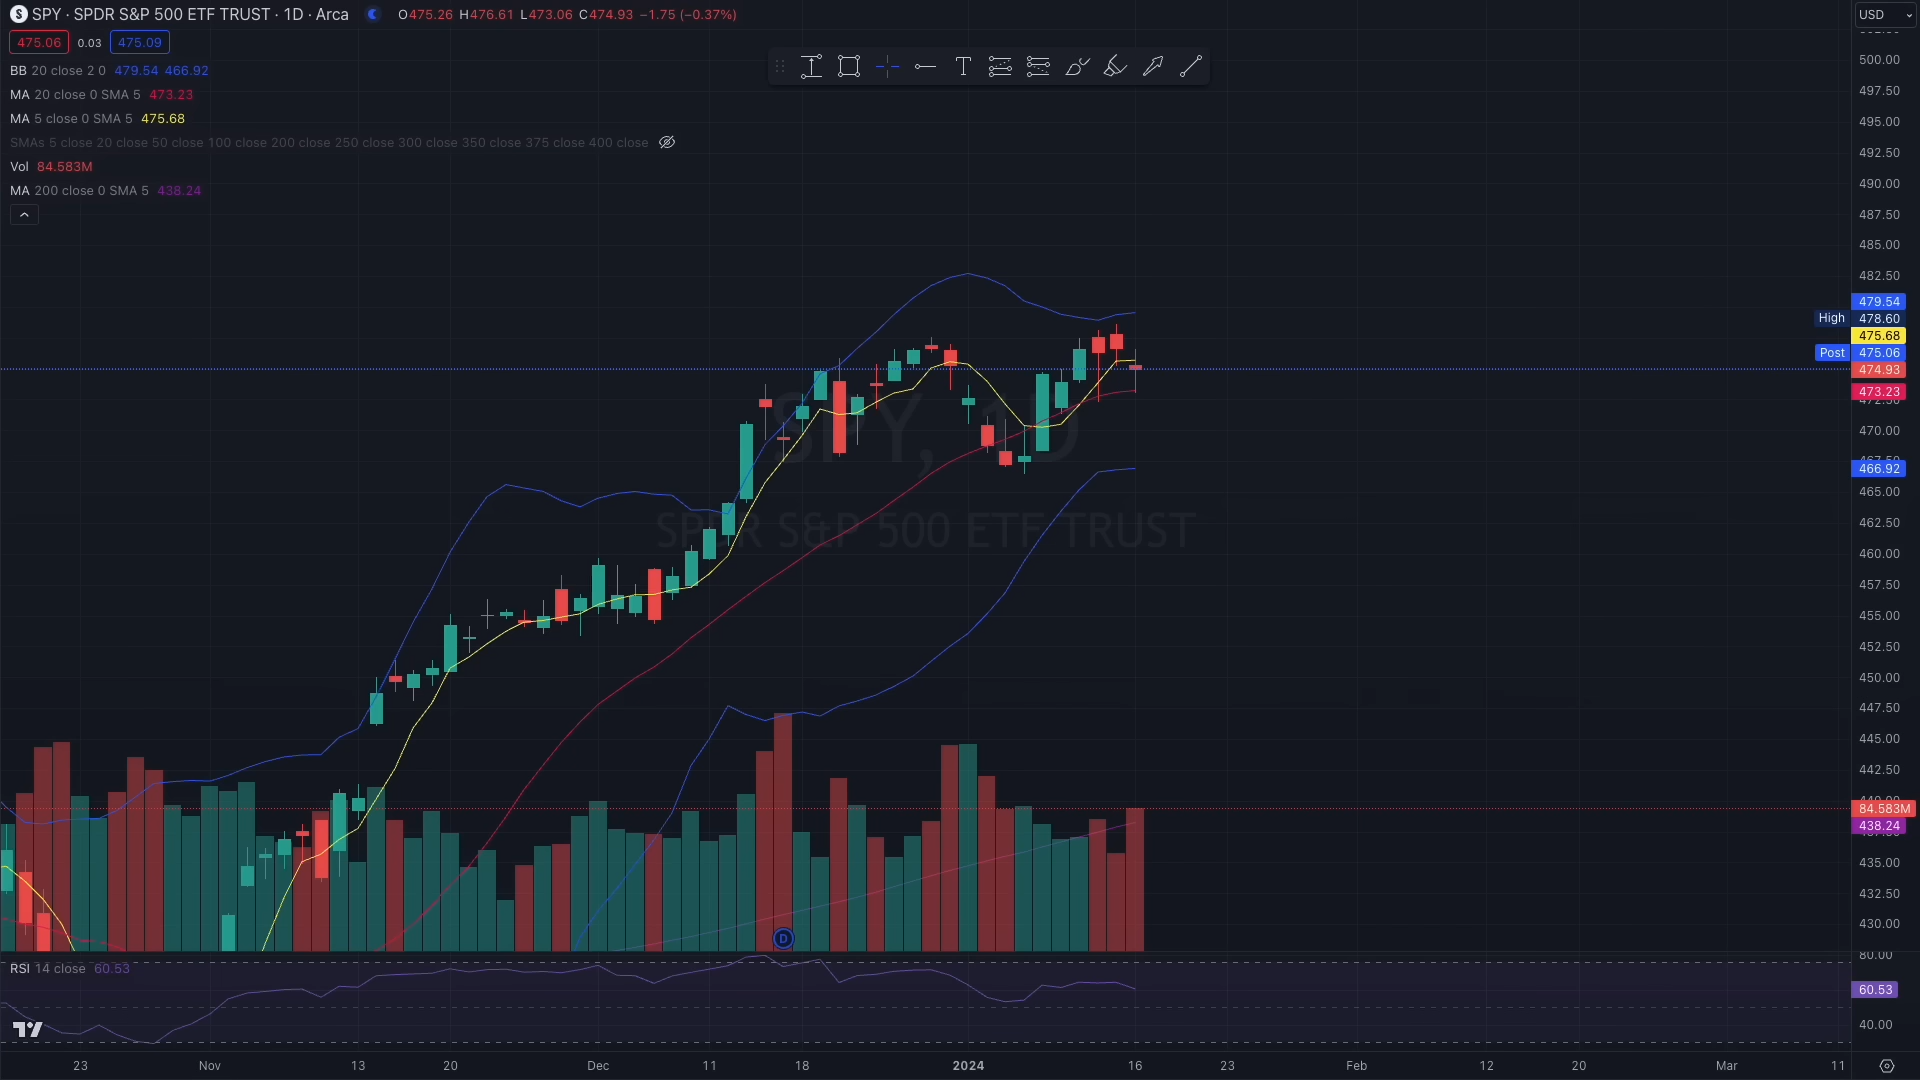 SPY · SPDR S&P 500 ETF TRUST · 1D · Arca O475.26 H476.61 L473.06 C474.93 −1.75 (−0.37%)
USD
475.06 0.03 475.09
BB 20 close 2 0 479.54 466.92
MA 20 close 0 SMA 5 473.23
MA 5 close 0 SMA 5 475.68
SMAs 5 close 20 close 50 close 100 close 200 close 250 close 300 close 350 close 375 close 400 close
Vol 84.583M
MA 200 close 0 SMA 5 438.24
T
500.00
497.50
495.00
492.50
490.00
487.50
485.00
482.50
479.54
High 478.60
475.68
Post 475.06
474.93
473.23
472.50
470.00
467.50
466.92
465.00
462.50
460.00
457.50
455.00
452.50
450.00
447.50
445.00
442.50
440.00
84.583M
438.24
437.50
435.00
432.50
430.00
SPY, 1D
SPDR S&P 500 ETF TRUST
D
RSI 14 close 60.53
80.00
60.53
40.00
23 Nov 13 20 Dec 11 18 2024 16 23 Feb 12 20 Mar 11